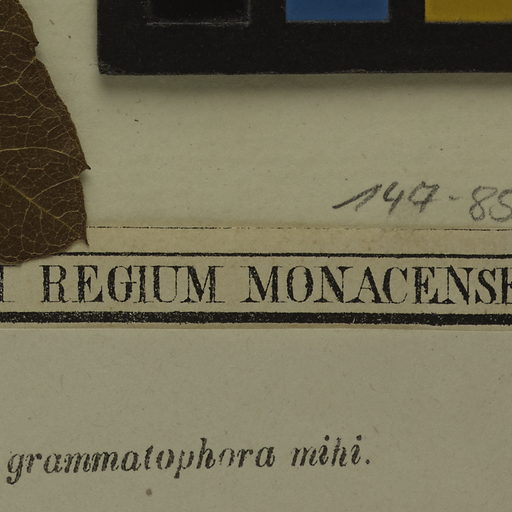 147-85
REGIUM MONACENSE
grammatophora mihi.